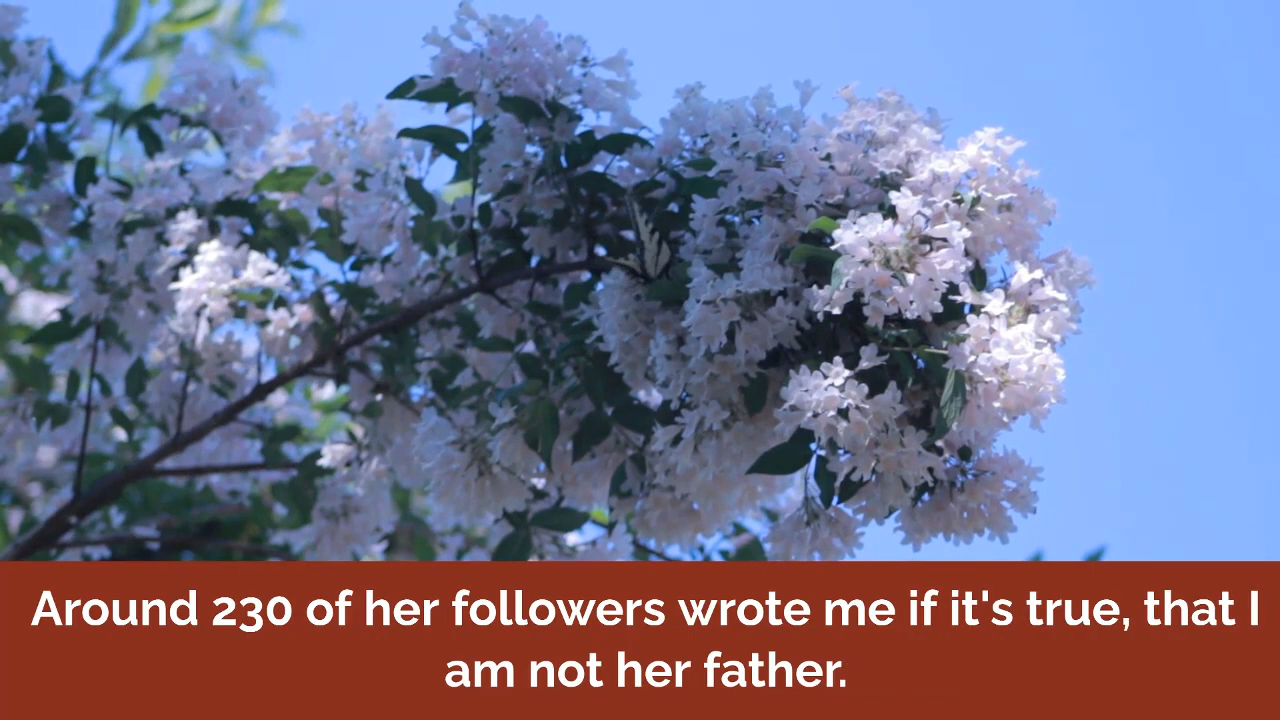 Around 230 of her followers wrote me if it's true, that I
am not her father.